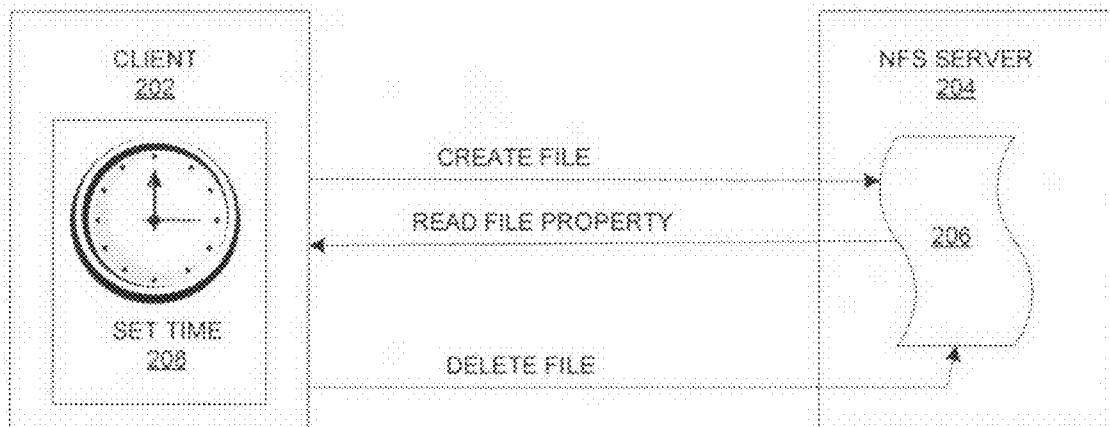 CLIENT
202
NFS SERVER
204
CREATE FILE
READ FILE PROPERTY
206
SET TIME
208
DELETE FILE